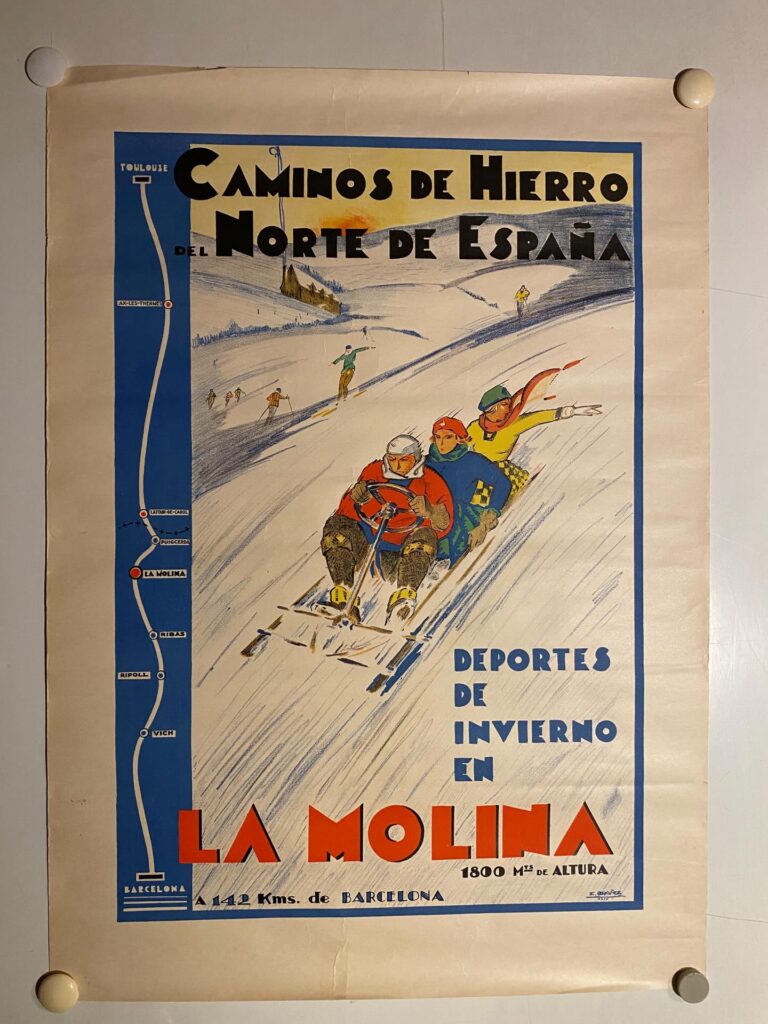 CAMINOS DE HIERRO
DEL NORTE DE ESPAÑA
TOULOUSE
AX-LES-THERMES
LATOUR-DE-CAROL
PUIGCERDA
LA MOLINA
RIBAS
RIPOLL
VICH
BARCELONA
DEPORTES
DE
INVIERNO
EN
LA MOLINA
1800 Mts DE ALTURA
A 142 Kms. de BARCELONA